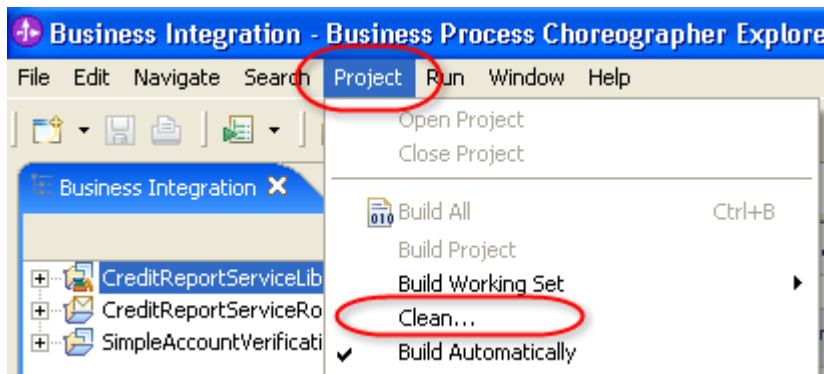 Business Integration - Business Process Choreographer Explore
File Edit Navigate Search Project Run Window Help
Open Project
Close Project
Business Integration
Build All Ctrl+B
Build Project
CreditReportServiceLib
Build Working Set
CreditReportServiceRo
Clean...
SimpleAccountVerificati
Build Automatically